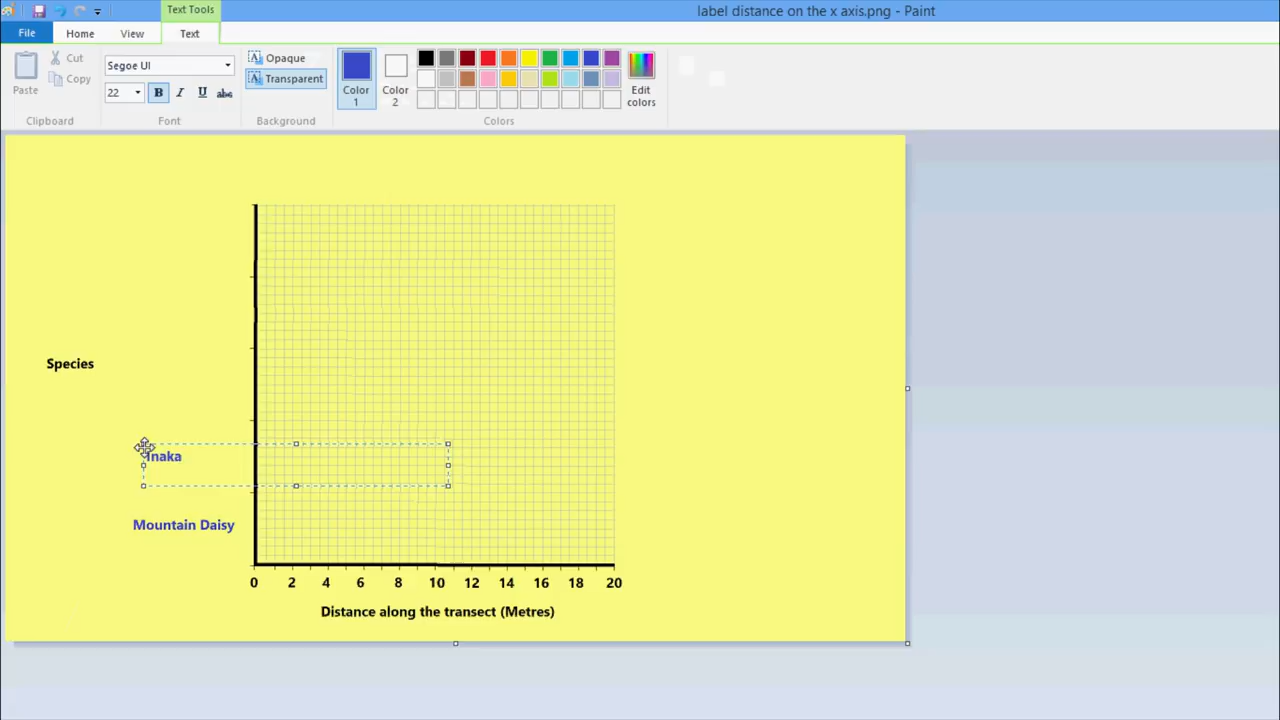 label distance on the x axis.png - Paint
Text Tools
File
Home
View
Text
Paste
Cut
Copy
Clipboard
Segoe UI
22
B I U abc
Font
Opaque
Transparent
Background
Color 1
Color 2
Edit colors
Colors
Species
Inaka
Mountain Daisy
0 2 4 6 8 10 12 14 16 18 20
Distance along the transect (Metres)